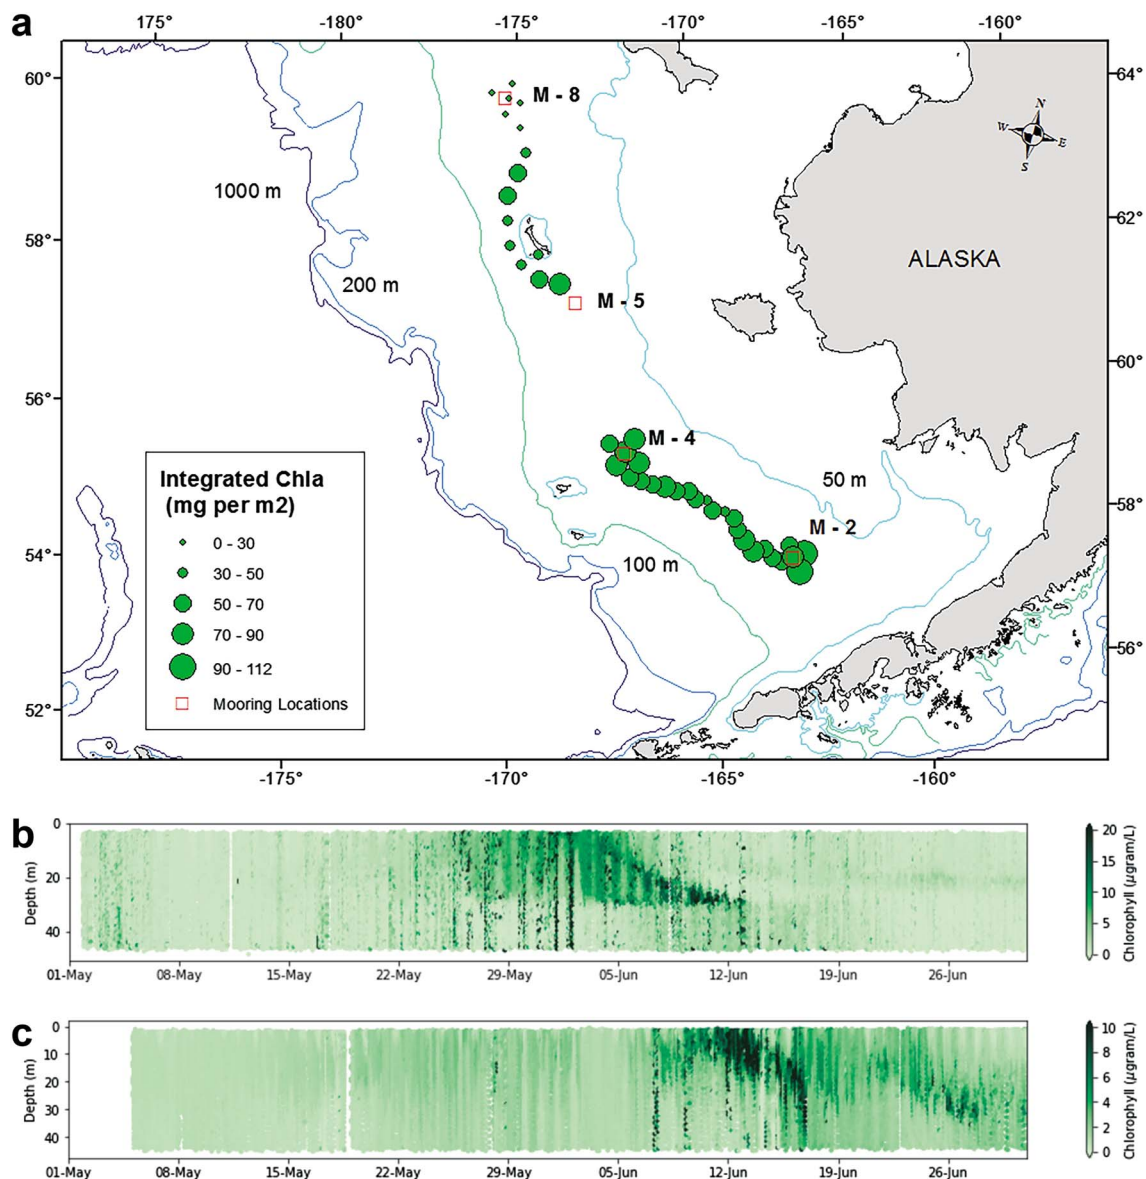 a
175° -180° -175° -170° -165° -160°
60° 64°
M - 8
N
W E
S
1000 m
62°
58°
ALASKA
200 m
M - 5
60°
56°
M - 4
Integrated Chla
(mg per m2)
50 m
58°
M - 2
0 - 30
54°
100 m
30 - 50
50 - 70
70 - 90
56°
90 - 112
52°
Mooring Locations
-175° -170° -165° -160°
b
0
20
40
Depth (m)
01-May 08-May 15-May 22-May 29-May 05-Jun 12-Jun 19-Jun 26-Jun
20
15
10
5
0
Chlorophyll (µgram/L)
c
0
10
20
30
40
Depth (m)
01-May 08-May 15-May 22-May 29-May 05-Jun 12-Jun 19-Jun 26-Jun
10
8
6
4
2
0
Chlorophyll (µgram/L)